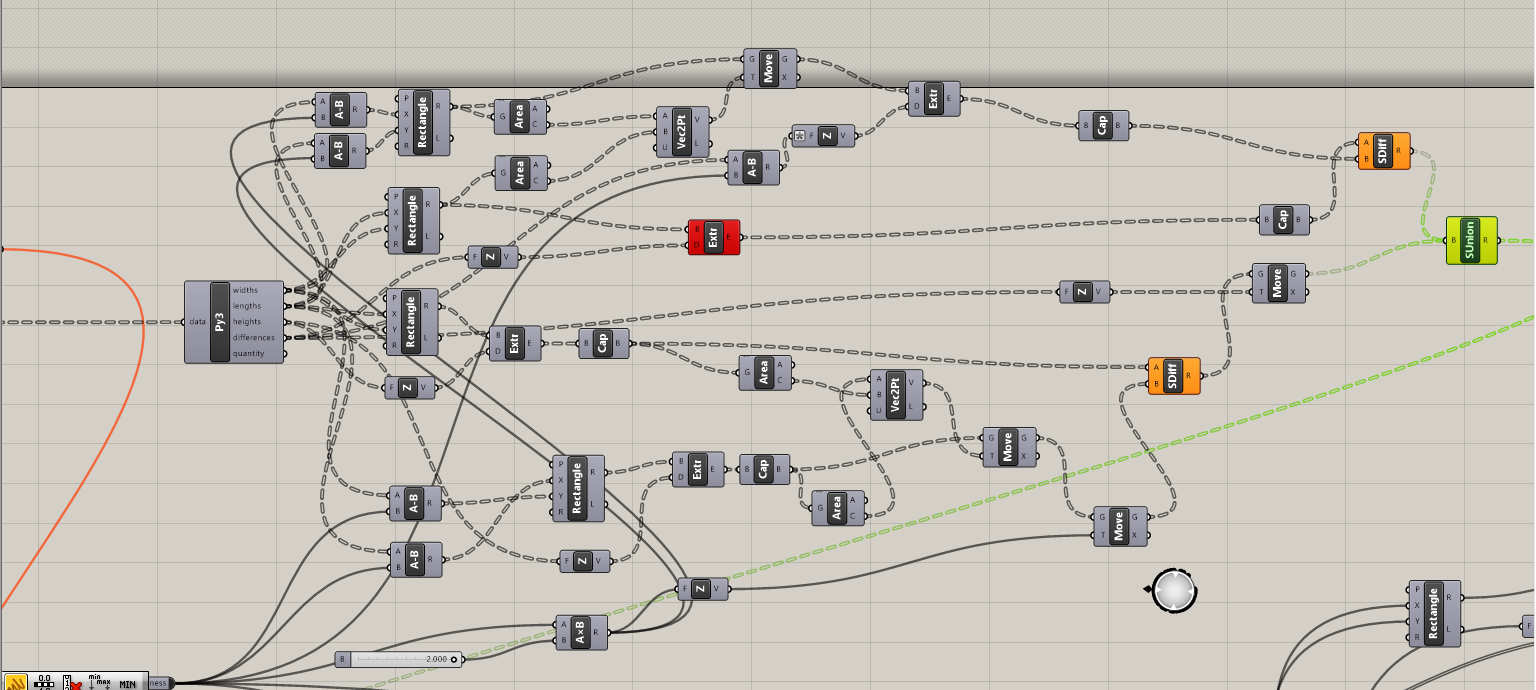 G Move G
T X
A A-B R
B
P Rectangle R
X
Y
R L
G Area A
C
A Vec2Pt V
B
U L
B Extr E
D
F Z V
B Cap B
A SDiff R
B
A A-B R
B
G Area A
C
A A-B R
B
P Rectangle R
X
Y
R L
B Extr E
D
B Cap B
B SUnion R
F Z V
G Move G
T X
data Py3 widths
lengths
heights
differences
quantity
P Rectangle R
X
Y
R L
F Z V
B Extr E
D
B Cap B
G Area A
C
A SDiff R
B
F Z V
A Vec2Pt V
B
U L
G Move G
T X
P Rectangle R
X
Y
R L
B Extr E
D
B Cap B
A A-B R
B
G Area A
C
G Move G
T X
A A-B R
B
F Z V
F Z V
P Rectangle R
X
Y
R L
F
A A×B R
B
B 2.000
0.0
min
max
MIN
ness